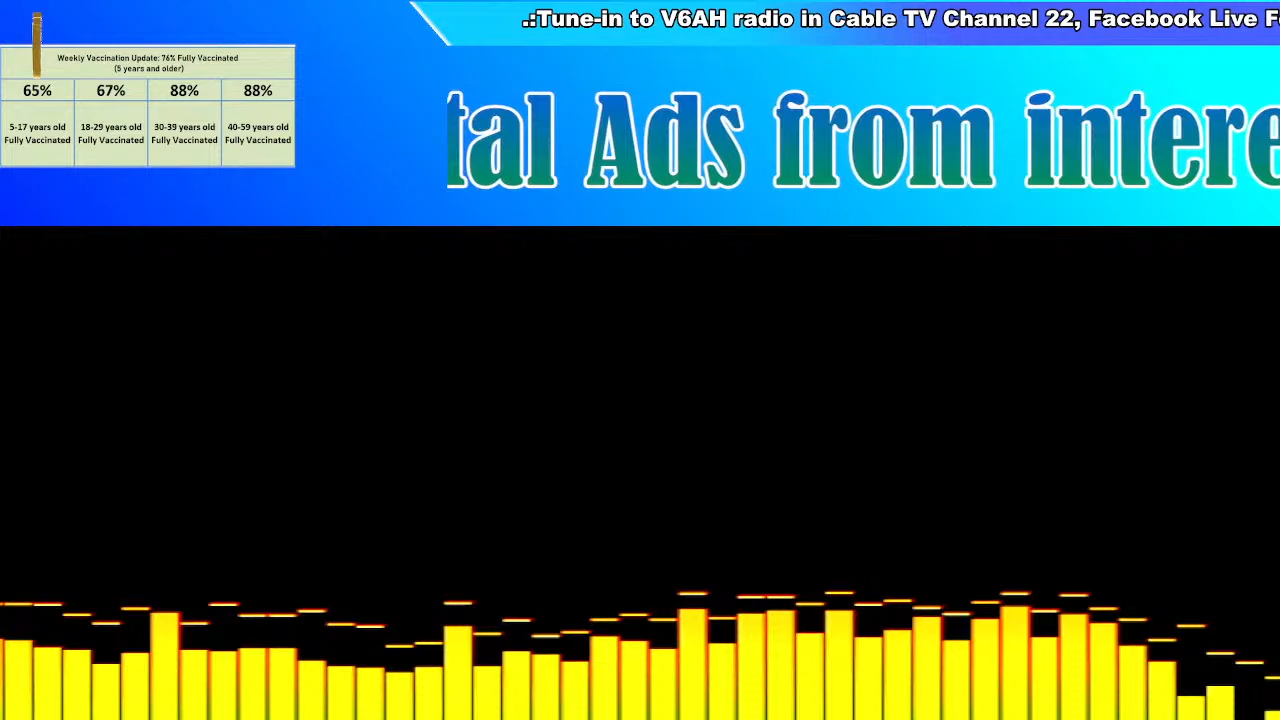 .:Tune-in to V6AH radio in Cable TV Channel 22, Facebook Live
Weekly Vaccination Update: 76% Fully Vaccinated
(5 years and older)
65% 67% 88% 88%
5-17 years old 18-29 years old 30-39 years old 40-59 years old
Fully Vaccinated Fully Vaccinated Fully Vaccinated Fully Vaccinated
tal Ads from intere